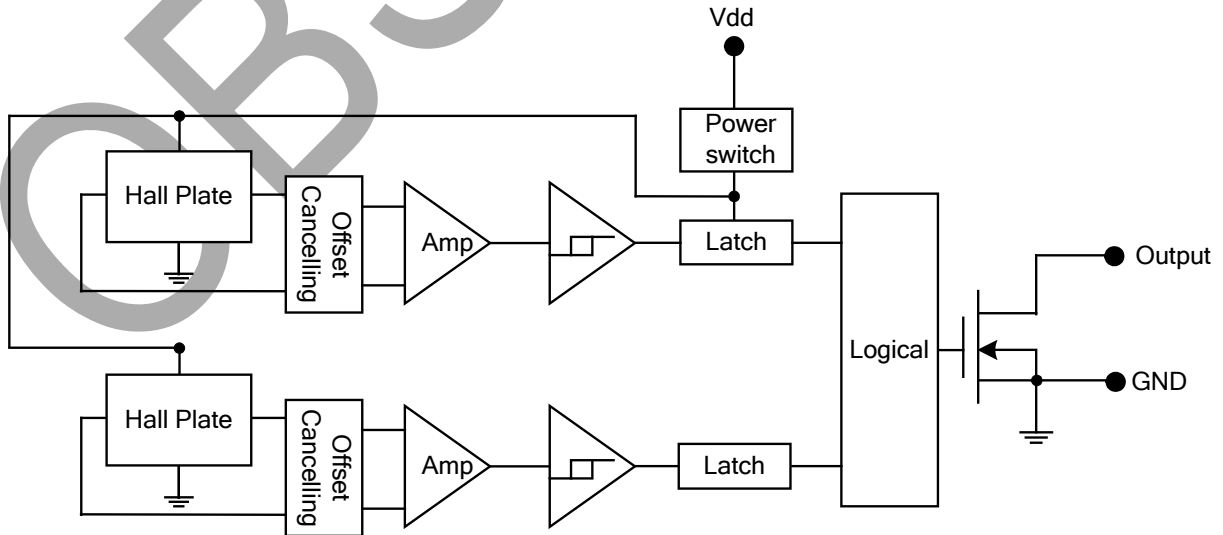 Vdd
Power
switch
Hall Plate
Offset
Cancelling
Amp
Latch
Output
Logical
GND
Hall Plate
Offset
Cancelling
Amp
Latch